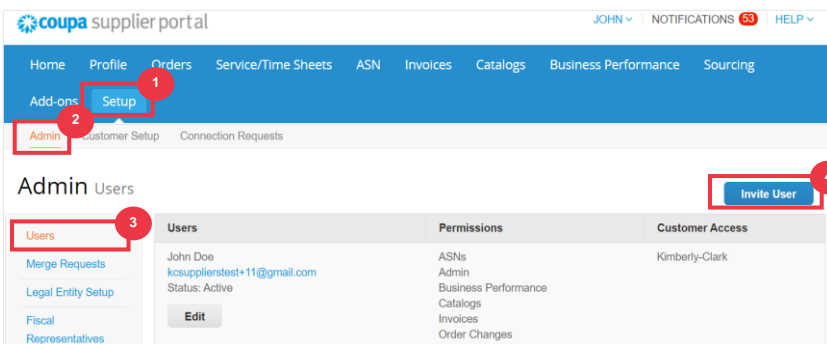 coupa supplier portal
JOHN NOTIFICATIONS 53 HELP
Home Profile Orders Service/Time Sheets ASN Invoices Catalogs Business Performance Sourcing
1
Add-ons Setup
2
Admin Customer Setup Connection Requests
Admin Users
Invite User
3
Users
Merge Requests
Legal Entity Setup
Fiscal
Representatives
Users Permissions Customer Access
John Doe ASNs Kimberly-Clark
kcsupplierstest+11@gmail.com Admin
Status: Active Business Performance
Catalogs
Edit Invoices
Order Changes